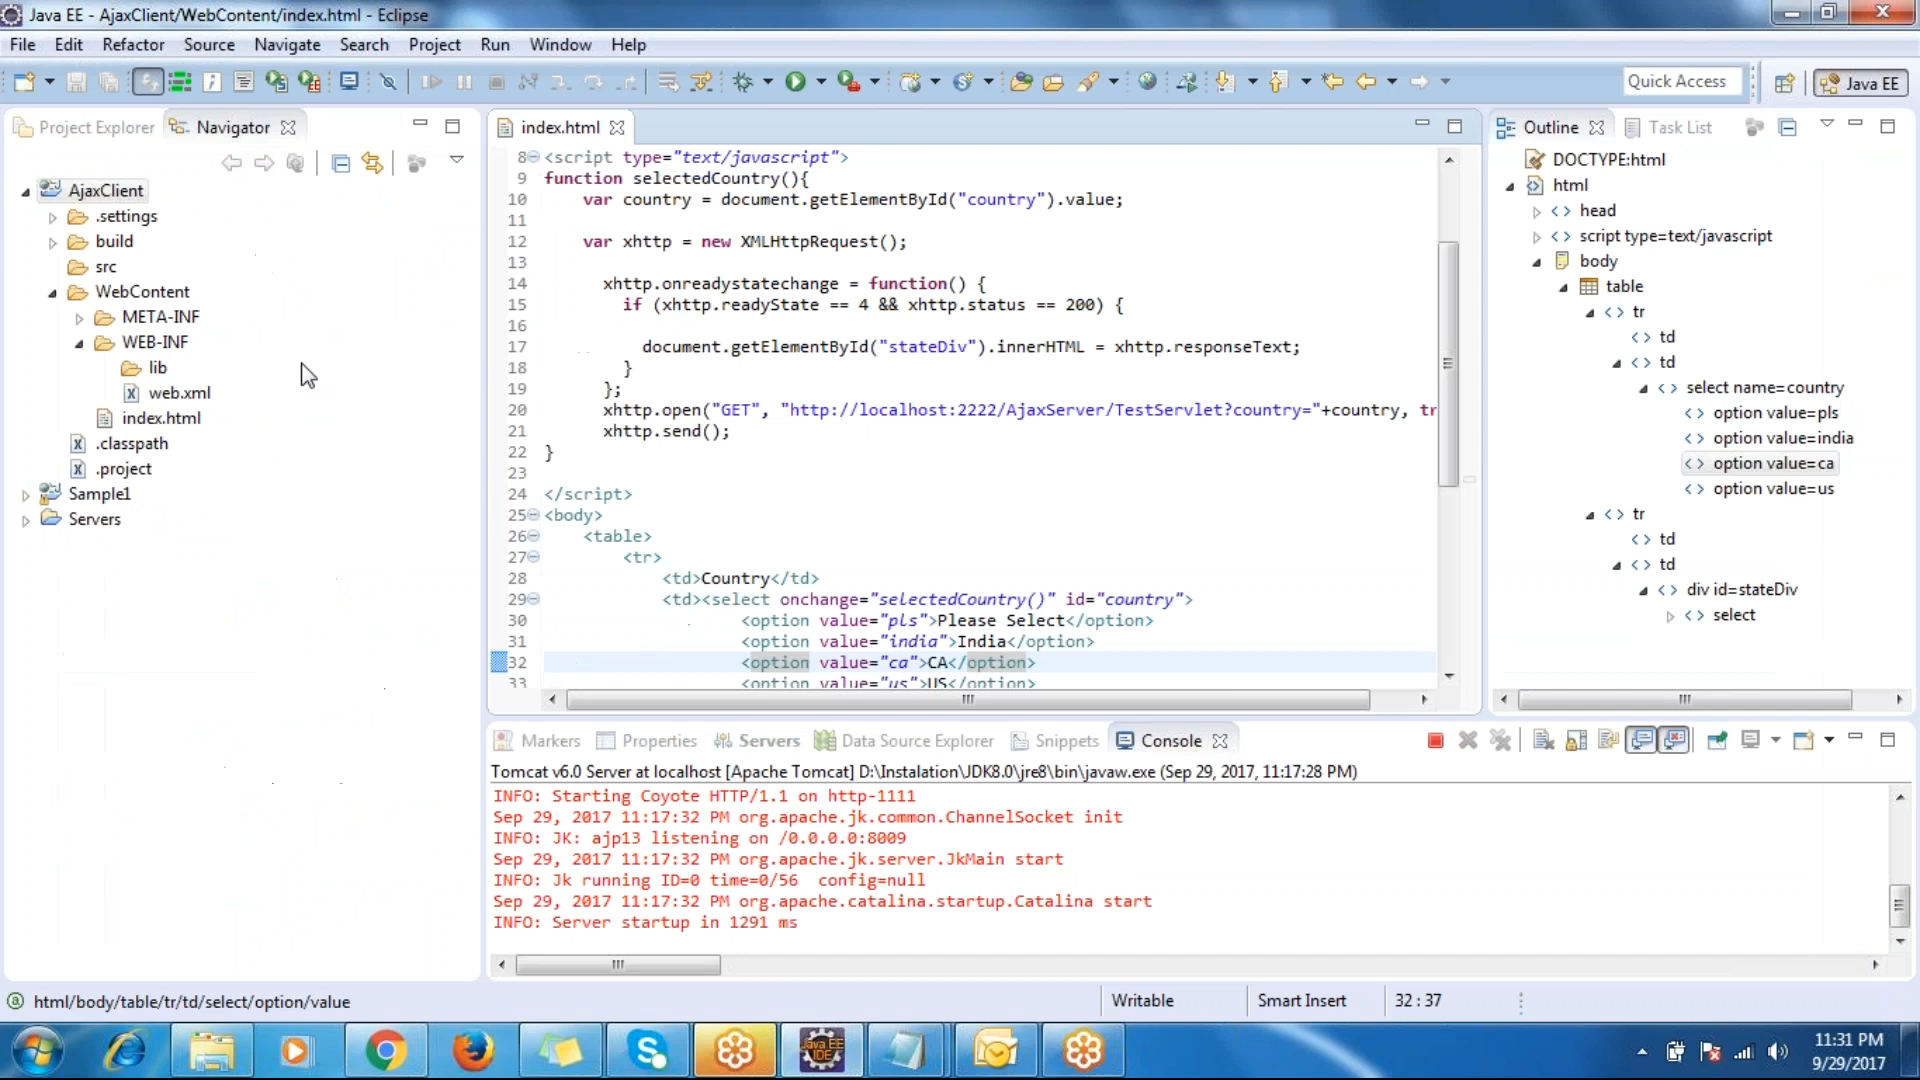 Java EE - AjaxClient/WebContent/index.html - Eclipse
File Edit Refactor Source Navigate Search Project Run Window Help
Quick Access
Java EE
Project Explorer
Navigator
AjaxClient
.settings
build
src
WebContent
META-INF
WEB-INF
lib
web.xml
index.html
.classpath
.project
Sample1
Servers
index.html
8 <script type="text/javascript">
9 function selectedCountry(){
10 var country = document.getElementById("country").value;
11
12 var xhttp = new XMLHttpRequest();
13
14 xhttp.onreadystatechange = function() {
15 if (xhttp.readyState == 4 && xhttp.status == 200) {
16
17 document.getElementById("stateDiv").innerHTML = xhttp.responseText;
18 }
19 };
20 xhttp.open("GET", "http://localhost:2222/AjaxServer/TestServlet?country="+country, tr
21 xhttp.send();
22 }
23
24 </script>
25 <body>
26 <table>
27 <tr>
28 <td>Country</td>
29 <td><select onchange="selectedCountry()" id="country">
30 <option value="pls">Please Select</option>
31 <option value="india">India</option>
32 <option value="ca">CA</option>
33 <option value="us">US</option>
Outline
Task List
DOCTYPE:html
html
head
script type=text/javascript
body
table
tr
td
td
select name=country
option value=pls
option value=india
option value=ca
option value=us
tr
td
td
div id=stateDiv
select
Markers Properties Servers Data Source Explorer Snippets Console
Tomcat v6.0 Server at localhost [Apache Tomcat] D:\Instalation\JDK8.0\jre8\bin\javaw.exe (Sep 29, 2017, 11:17:28 PM)
INFO: Starting Coyote HTTP/1.1 on http-1111
Sep 29, 2017 11:17:32 PM org.apache.jk.common.ChannelSocket init
INFO: JK: ajp13 listening on /0.0.0.0:8009
Sep 29, 2017 11:17:32 PM org.apache.jk.server.JkMain start
INFO: Jk running ID=0 time=0/56  config=null
Sep 29, 2017 11:17:32 PM org.apache.catalina.startup.Catalina start
INFO: Server startup in 1291 ms
html/body/table/tr/td/select/option/value
Writable
Smart Insert
32 : 37
Java EE
IDE
11:31 PM
9/29/2017